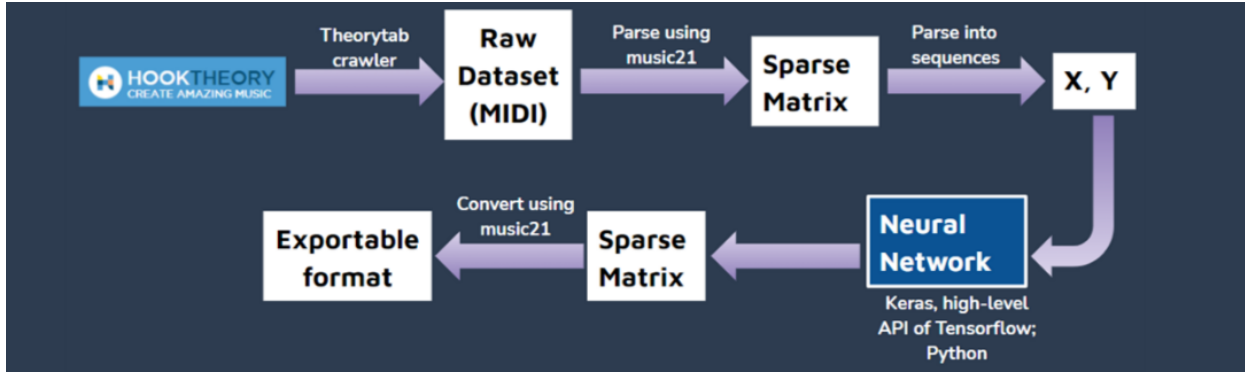 HOOKTHEORY
CREATE AMAZING MUSIC
Theorytab
crawler
Raw
Dataset
(MIDI)
Parse using
music21
Sparse
Matrix
Parse into
sequences
X, Y
Neural
Network
Keras, high-level
API of Tensorflow;
Python
Sparse
Matrix
Convert using
music21
Exportable
format